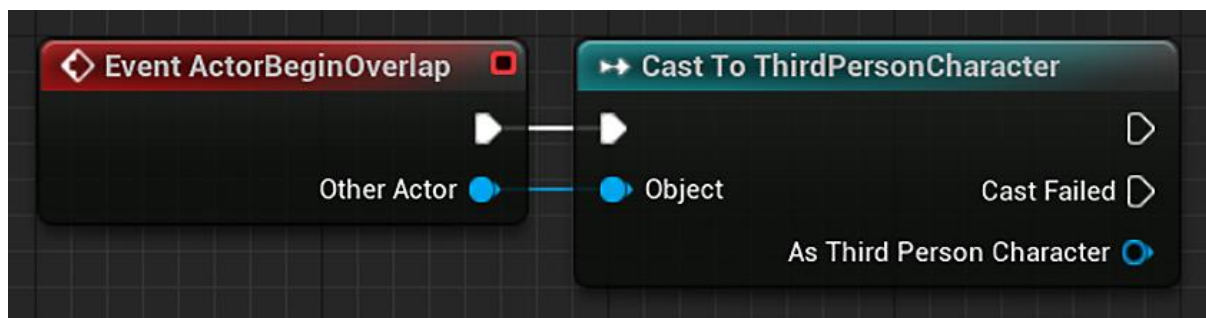 Event ActorBeginOverlap
Other Actor
Cast To ThirdPersonCharacter
Object
Cast Failed
As Third Person Character